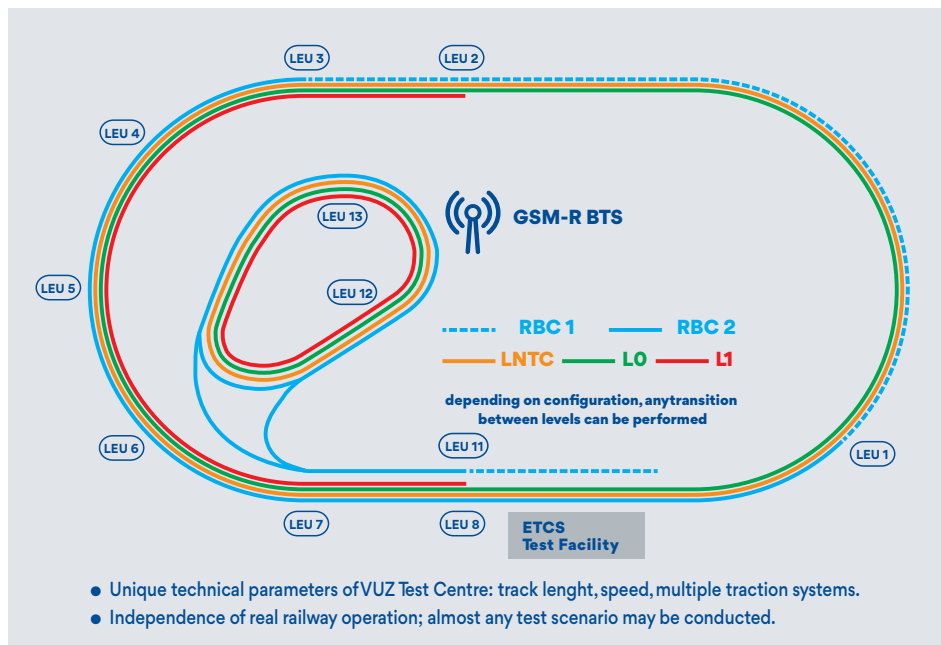 LEU 3
LEU 2
LEU 4
LEU 13
GSM-R BTS
LEU 5
LEU 12
RBC 1
RBC 2
LNTC
L0
L1
depending on configuration, anytransition
between levels can be performed
LEU 6
LEU 11
LEU 1
LEU 7
LEU 8
ETCS
Test Facility
● Unique technical parameters of VUZ Test Centre: track lenght, speed, multiple traction systems.
● Independence of real railway operation; almost any test scenario may be conducted.